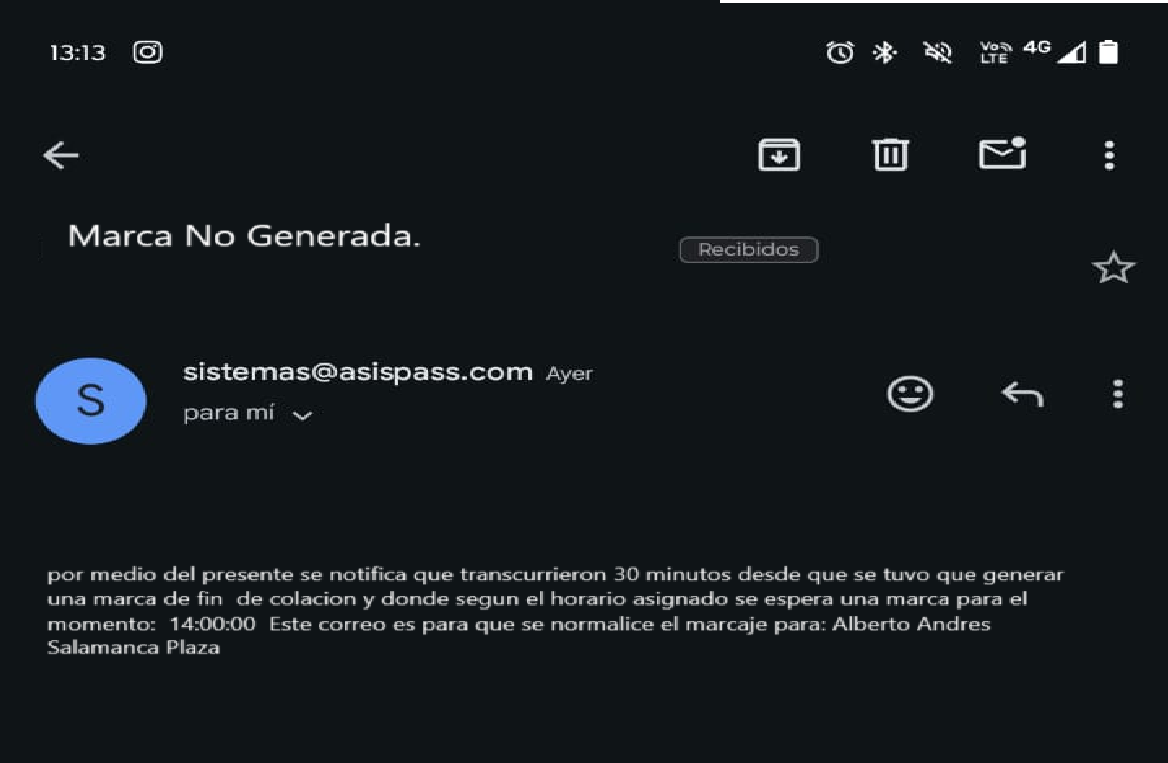 13:13
Vo LTE 4G
Marca No Generada.
Recibidos
S
sistemas@asispass.com Ayer
para mí
por medio del presente se notifica que transcurrieron 30 minutos desde que se tuvo que generar
una marca de fin  de colacion y donde segun el horario asignado se espera una marca para el
momento:  14:00:00  Este correo es para que se normalice el marcaje para: Alberto Andres
Salamanca Plaza